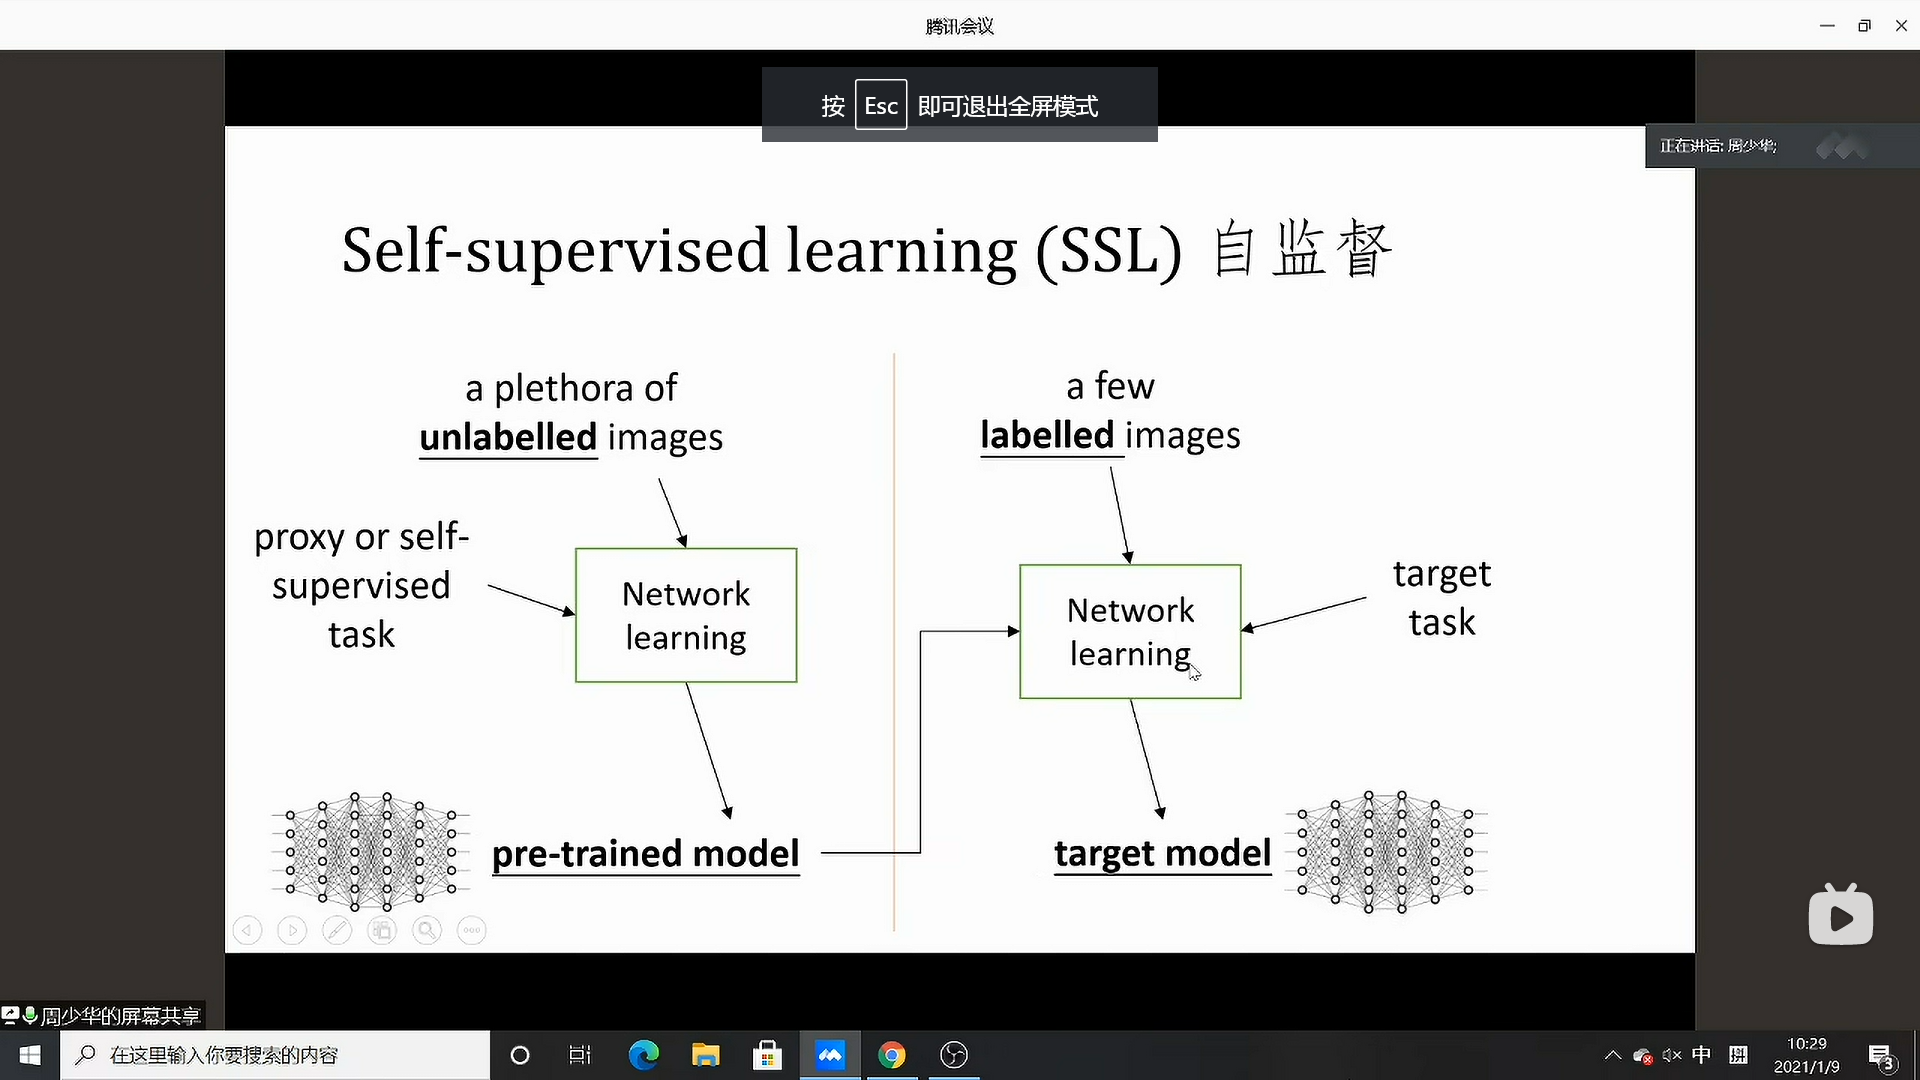 腾讯会议
按 Esc 即可退出全屏模式
正在讲话: 周少华;
Self-supervised learning (SSL) 自监督
a plethora of
unlabelled images
a few
labelled images
proxy or self-
supervised
task
Network
learning
Network
learning
target
task
pre-trained model
target model
周少华的屏幕共享
在这里输入你要搜索的内容
中
拼
10:29
2021/1/9
3